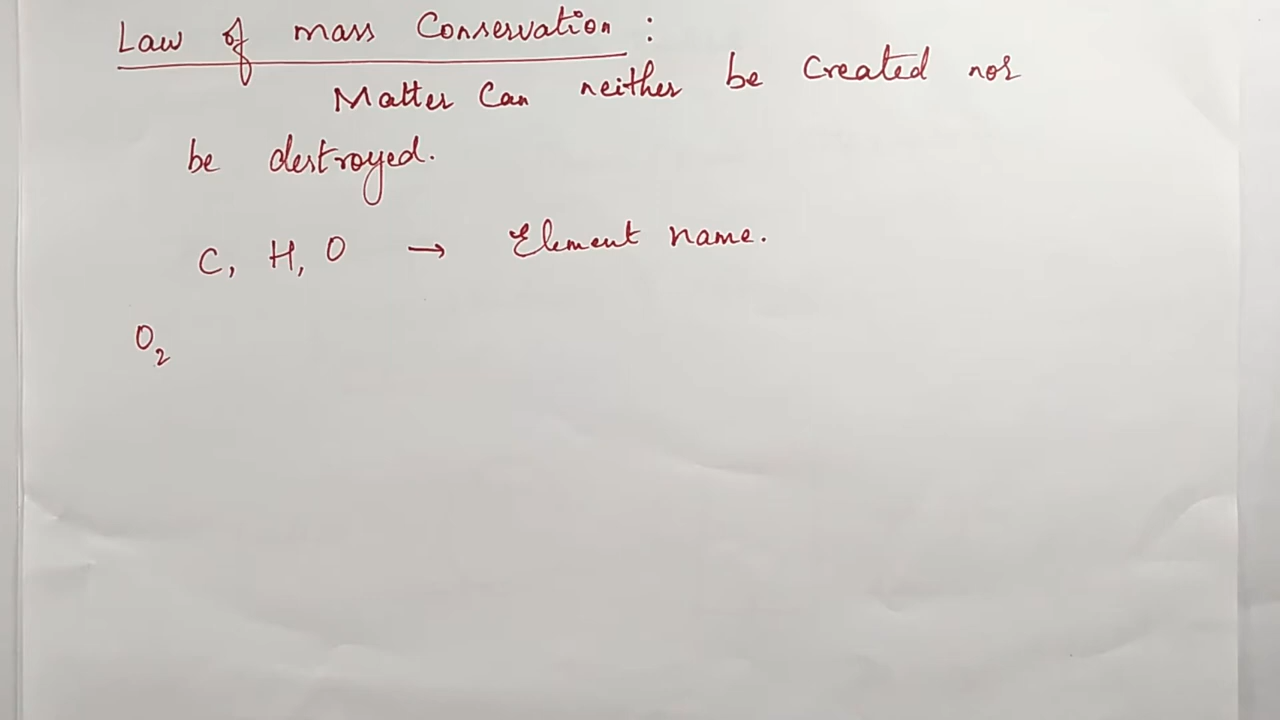 Law of mass Conservation :
Matter Can neither be Created nor
be destroyed.
C, H, O → Element name.
O₂